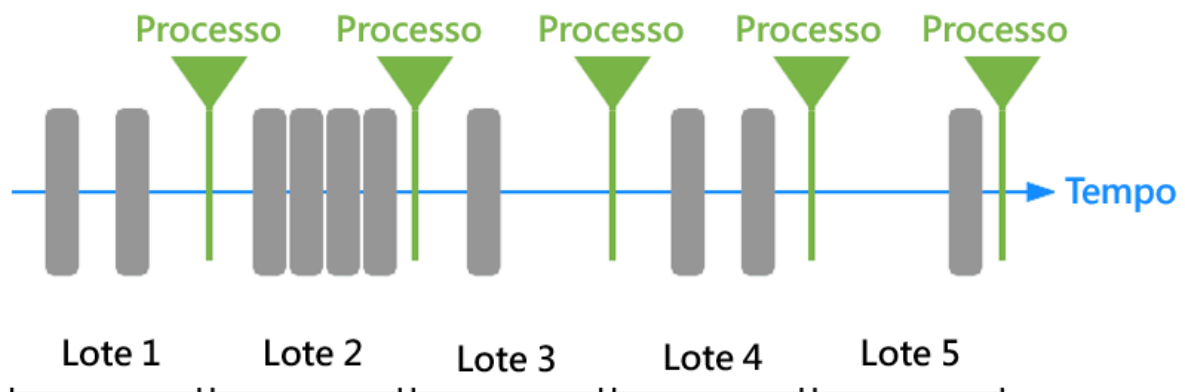 Processo Processo Processo Processo Processo
Tempo
Lote 1 Lote 2 Lote 3 Lote 4 Lote 5